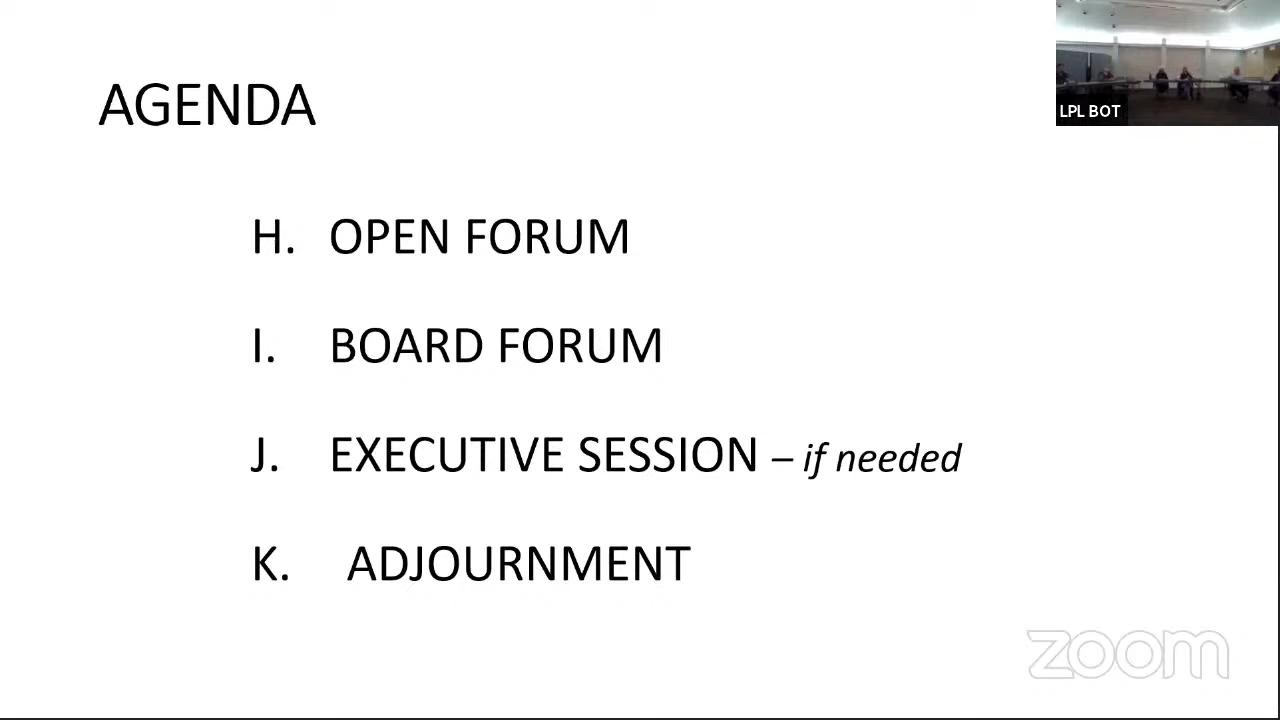 AGENDA
LPL BOT
H. OPEN FORUM
I. BOARD FORUM
J. EXECUTIVE SESSION – if needed
K. ADJOURNMENT
zoom